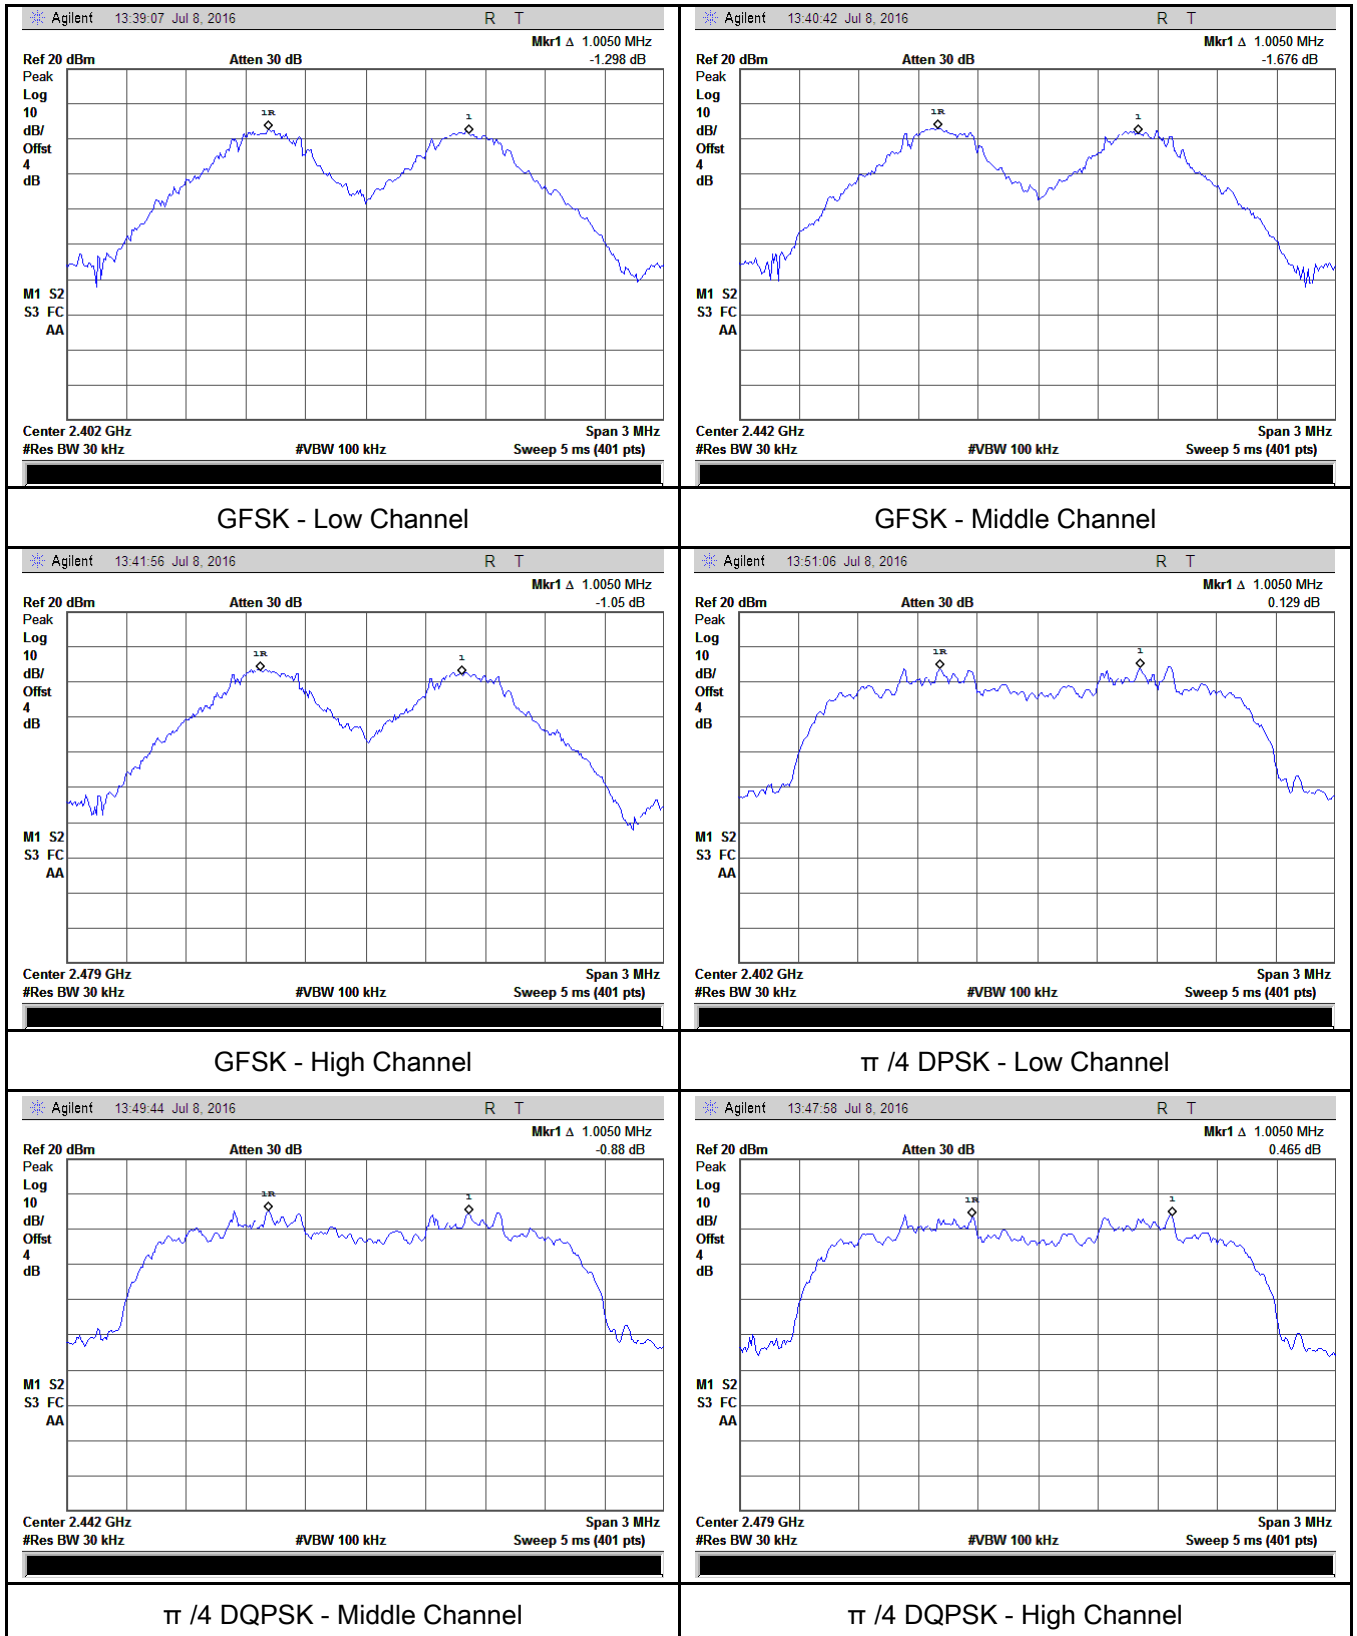 Agilent 13:39:07 Jul 8, 2016 R T
Mkr1 Δ 1.0050 MHz
Ref 20 dBm Atten 30 dB -1.298 dB
Peak
Log
10
dB/
Offst
4
dB
1R
1
M1 S2
S3 FC
AA
Center 2.402 GHz Span 3 MHz
#Res BW 30 kHz #VBW 100 kHz Sweep 5 ms (401 pts)
GFSK - Low Channel
Agilent 13:40:42 Jul 8, 2016 R T
Mkr1 Δ 1.0050 MHz
Ref 20 dBm Atten 30 dB -1.676 dB
Peak
Log
10
dB/
Offst
4
dB
1R
1
M1 S2
S3 FC
AA
Center 2.442 GHz Span 3 MHz
#Res BW 30 kHz #VBW 100 kHz Sweep 5 ms (401 pts)
GFSK - Middle Channel
Agilent 13:41:56 Jul 8, 2016 R T
Mkr1 Δ 1.0050 MHz
Ref 20 dBm Atten 30 dB -1.05 dB
Peak
Log
10
dB/
Offst
4
dB
1R
1
M1 S2
S3 FC
AA
Center 2.479 GHz Span 3 MHz
#Res BW 30 kHz #VBW 100 kHz Sweep 5 ms (401 pts)
GFSK - High Channel
Agilent 13:51:06 Jul 8, 2016 R T
Mkr1 Δ 1.0050 MHz
Ref 20 dBm Atten 30 dB 0.129 dB
Peak
Log
10
dB/
Offst
4
dB
1R
1
M1 S2
S3 FC
AA
Center 2.402 GHz Span 3 MHz
#Res BW 30 kHz #VBW 100 kHz Sweep 5 ms (401 pts)
π /4 DPSK - Low Channel
Agilent 13:49:44 Jul 8, 2016 R T
Mkr1 Δ 1.0050 MHz
Ref 20 dBm Atten 30 dB -0.88 dB
Peak
Log
10
dB/
Offst
4
dB
1R
1
M1 S2
S3 FC
AA
Center 2.442 GHz Span 3 MHz
#Res BW 30 kHz #VBW 100 kHz Sweep 5 ms (401 pts)
π /4 DQPSK - Middle Channel
Agilent 13:47:58 Jul 8, 2016 R T
Mkr1 Δ 1.0050 MHz
Ref 20 dBm Atten 30 dB 0.465 dB
Peak
Log
10
dB/
Offst
4
dB
1R
1
M1 S2
S3 FC
AA
Center 2.479 GHz Span 3 MHz
#Res BW 30 kHz #VBW 100 kHz Sweep 5 ms (401 pts)
π /4 DQPSK - High Channel